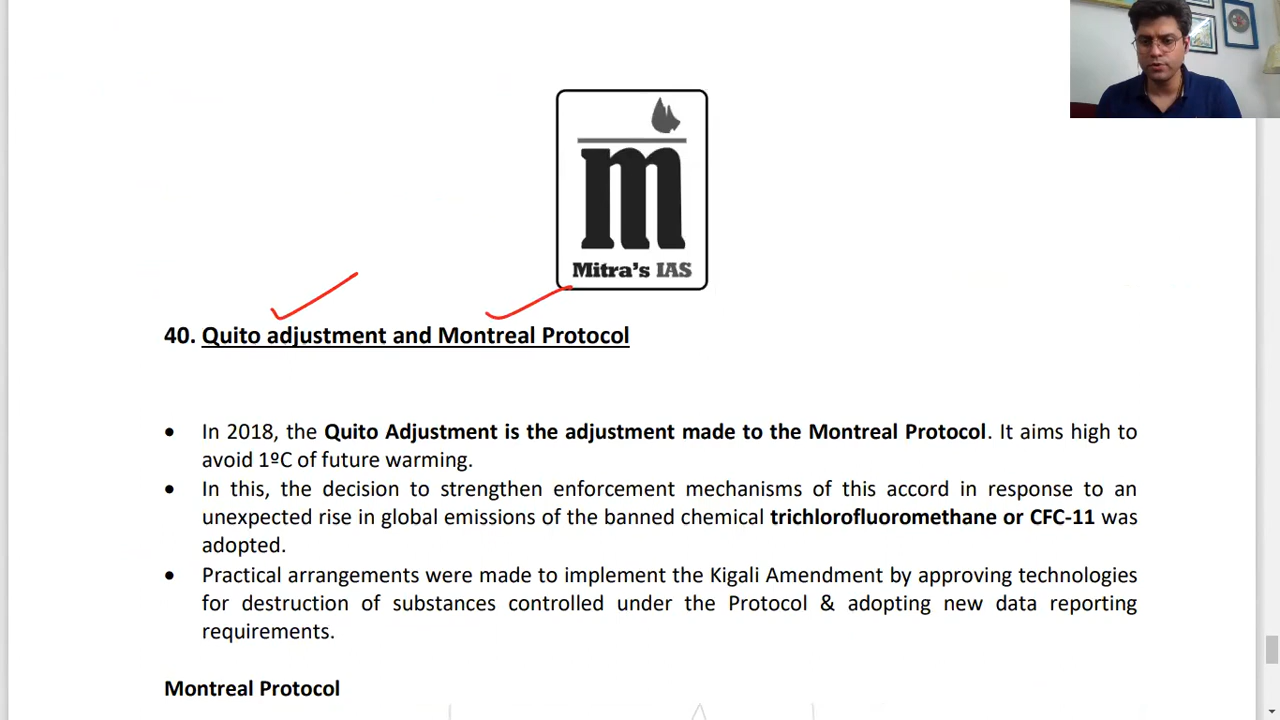 m
Mitra's IAS
40. Quito adjustment and Montreal Protocol
• In 2018, the Quito Adjustment is the adjustment made to the Montreal Protocol. It aims high to
avoid 1ºC of future warming.
• In this, the decision to strengthen enforcement mechanisms of this accord in response to an
unexpected rise in global emissions of the banned chemical trichlorofluoromethane or CFC-11 was
adopted.
• Practical arrangements were made to implement the Kigali Amendment by approving technologies
for destruction of substances controlled under the Protocol & adopting new data reporting
requirements.
Montreal Protocol